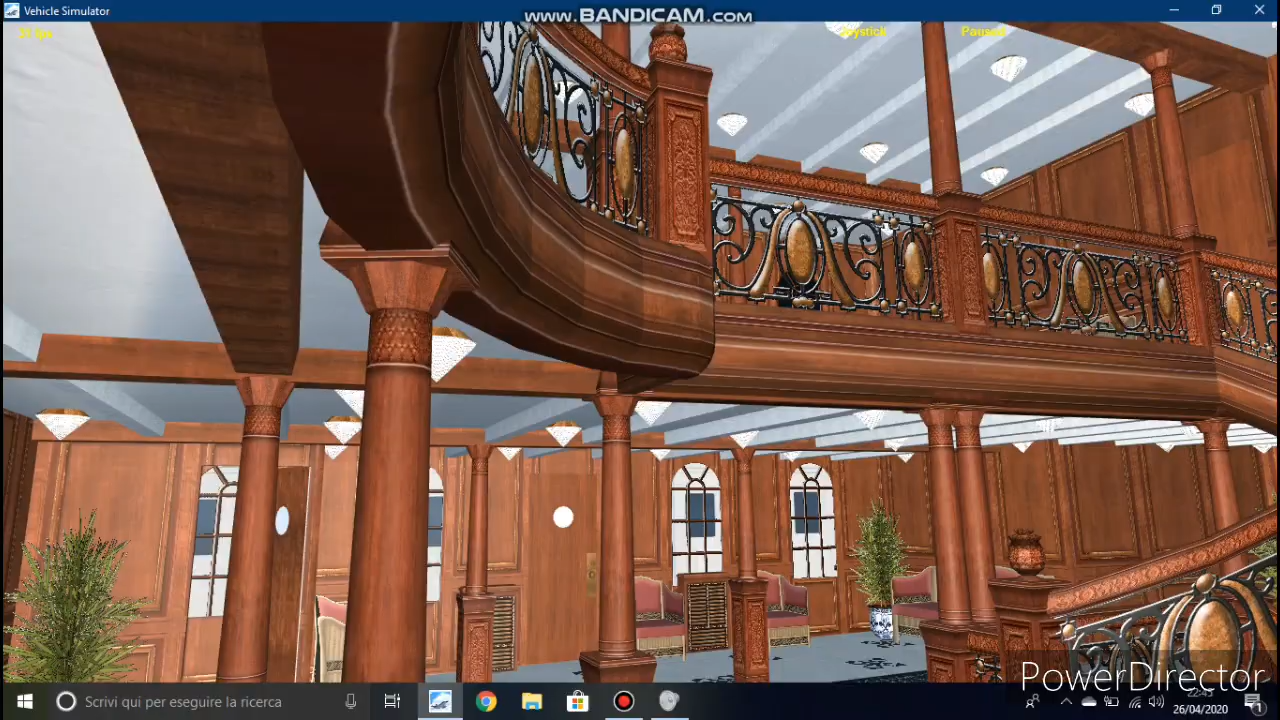 Vehicle Simulator
www.BANDICAM.com
Joystick
Paused
PowerDirector
Scrivi qui per eseguire la ricerca
26/04/2020